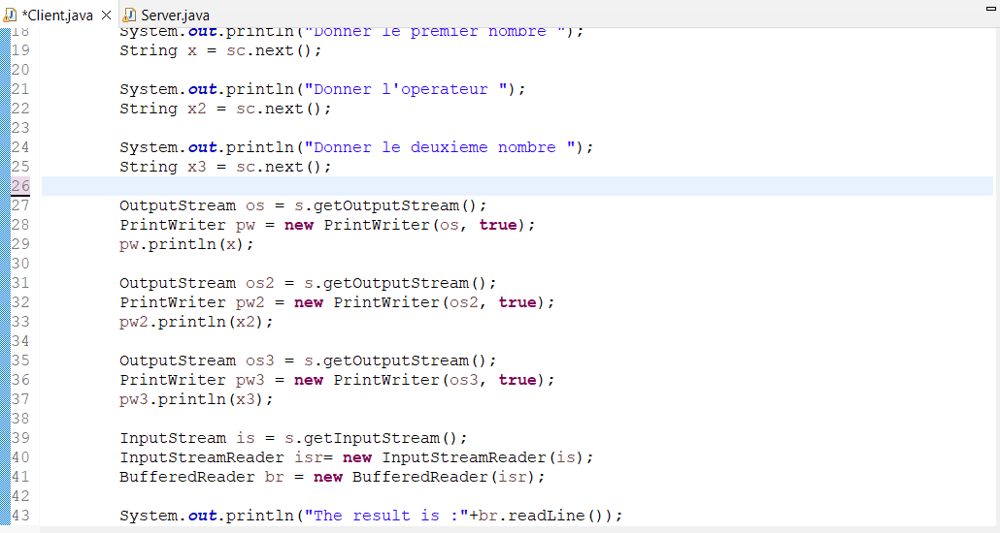 *Client.java Server.java
18 System.out.println("Donner le premier nombre ");
19 String x = sc.next();
20
21 System.out.println("Donner l'operateur ");
22 String x2 = sc.next();
23
24 System.out.println("Donner le deuxieme nombre ");
25 String x3 = sc.next();
26
27 OutputStream os = s.getOutputStream();
28 PrintWriter pw = new PrintWriter(os, true);
29 pw.println(x);
30
31 OutputStream os2 = s.getOutputStream();
32 PrintWriter pw2 = new PrintWriter(os2, true);
33 pw2.println(x2);
34
35 OutputStream os3 = s.getOutputStream();
36 PrintWriter pw3 = new PrintWriter(os3, true);
37 pw3.println(x3);
38
39 InputStream is = s.getInputStream();
40 InputStreamReader isr= new InputStreamReader(is);
41 BufferedReader br = new BufferedReader(isr);
42
43 System.out.println("The result is :"+br.readLine());